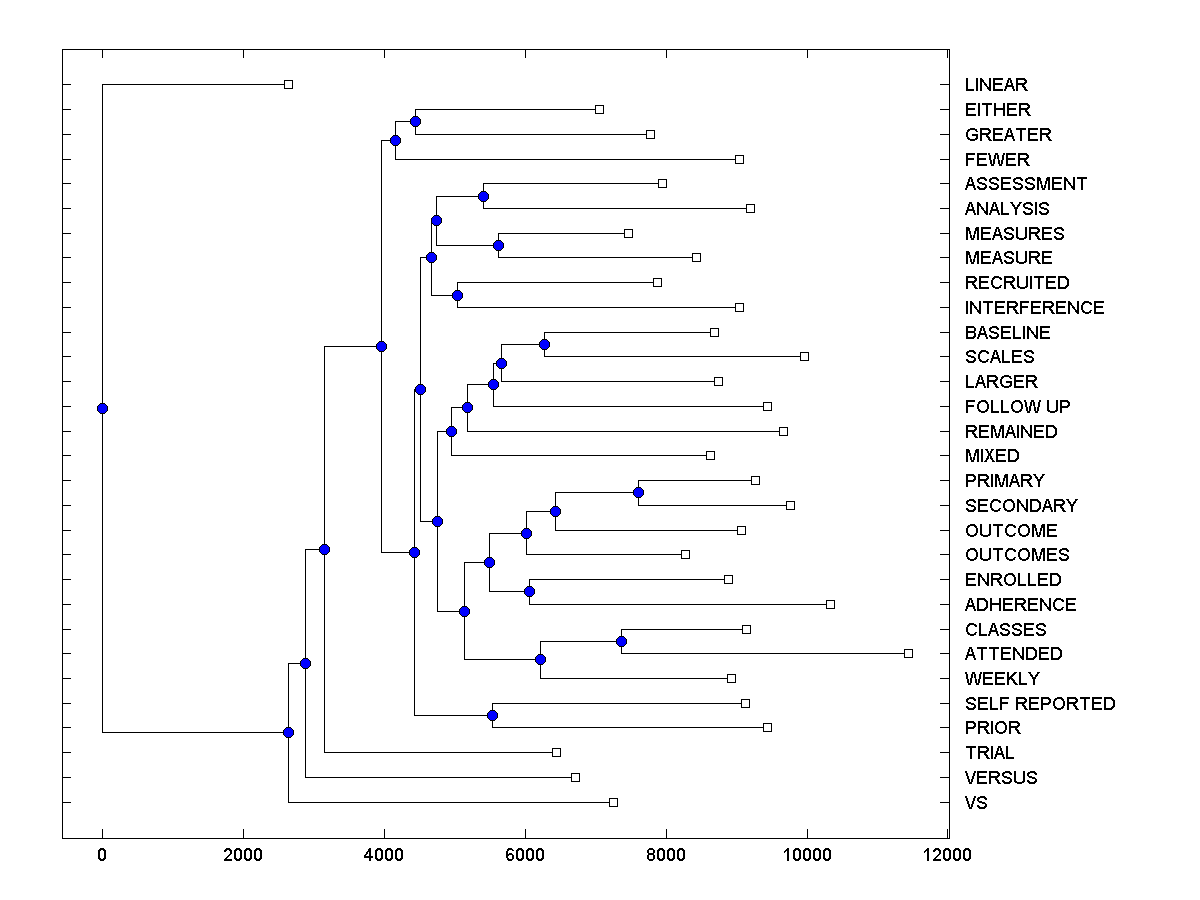 LINEAR
EITHER
GREATER
FEWER
ASSESSMENT
ANALYSIS
MEASURES
MEASURE
RECRUITED
INTERFERENCE
BASELINE
SCALES
LARGER
FOLLOW UP
REMAINED
MIXED
PRIMARY
SECONDARY
OUTCOME
OUTCOMES
ENROLLED
ADHERENCE
CLASSES
ATTENDED
WEEKLY
SELF REPORTED
PRIOR
TRIAL
VERSUS
VS
0 2000 4000 6000 8000 10000 12000